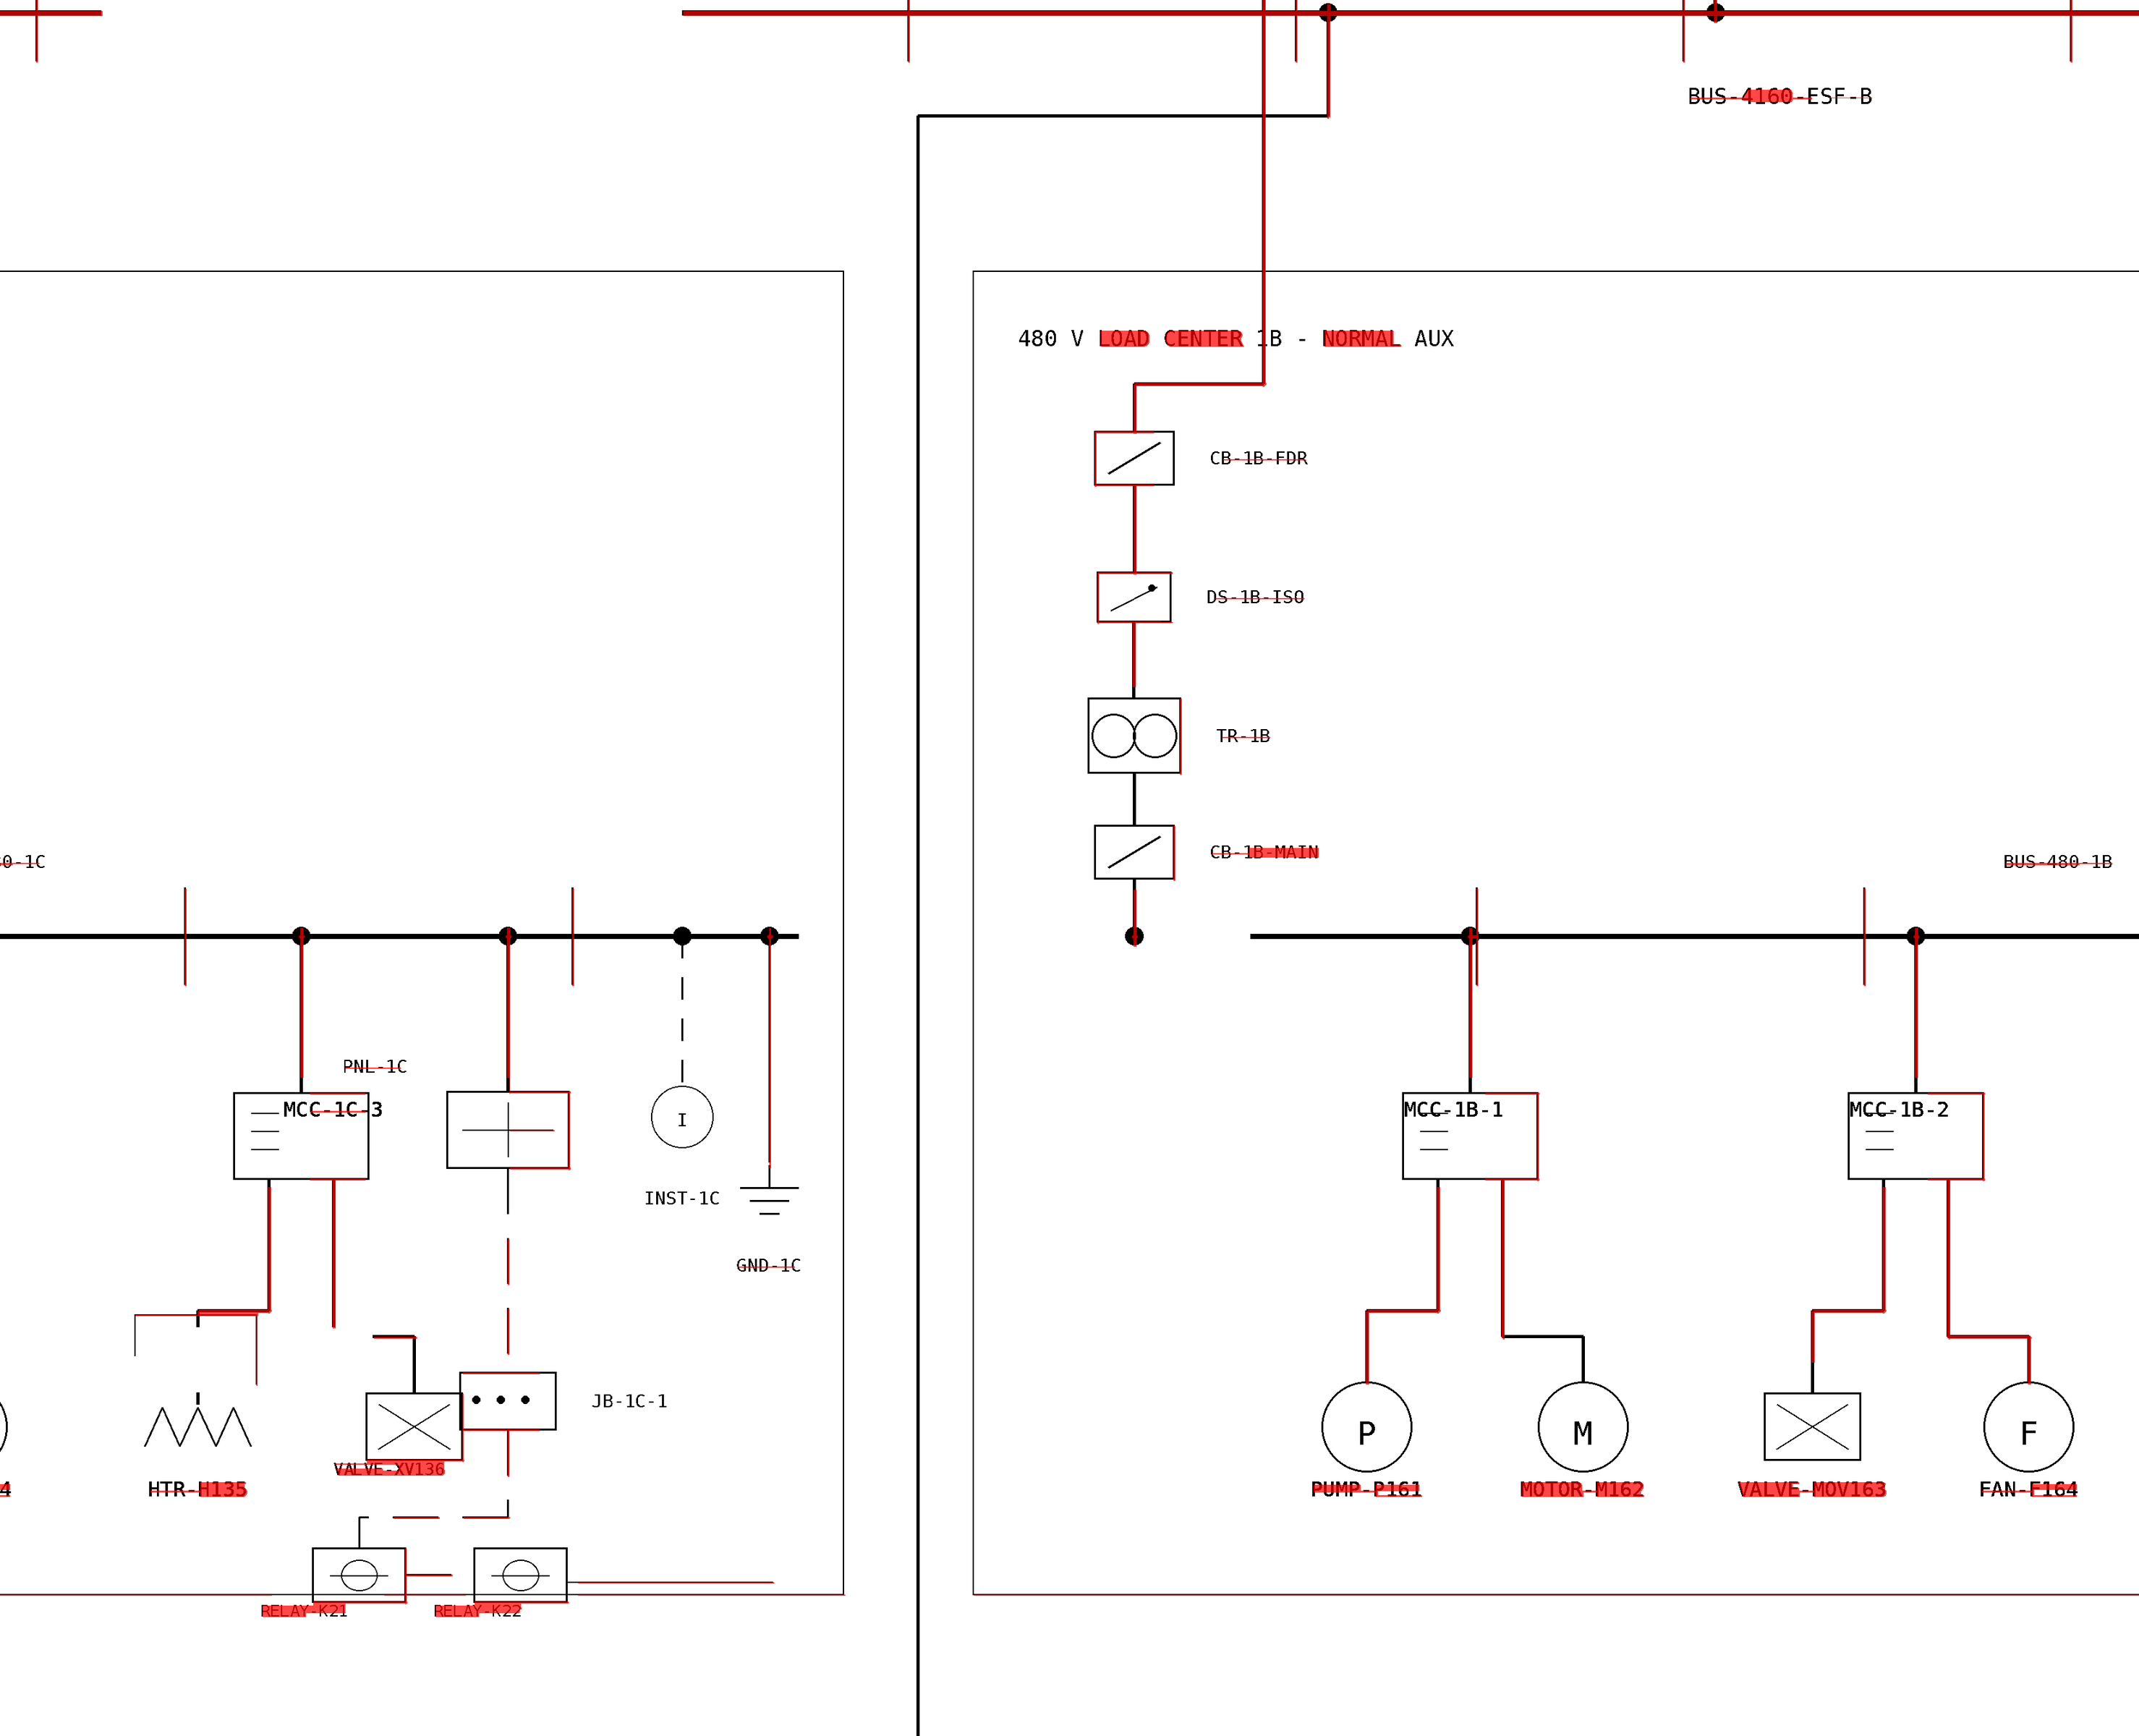 BUS-4160-ESF-B
480 V LOAD CENTER 1B - NORMAL AUX
CB-1B-FDR
DS-1B-ISO
TR-1B
CB-1B-MAIN
0-1C
BUS-480-1B
PNL-1C
MCC-1C-3
MCC-1B-1
MCC-1B-2
I
INST-1C
GND-1C
JB-1C-1
P
M
F
VALVE-XV136
4
HTR-H135
PUMP-P161
MOTOR-M162
VALVE-MOV163
FAN-F164
RELAY-K21
RELAY-K22